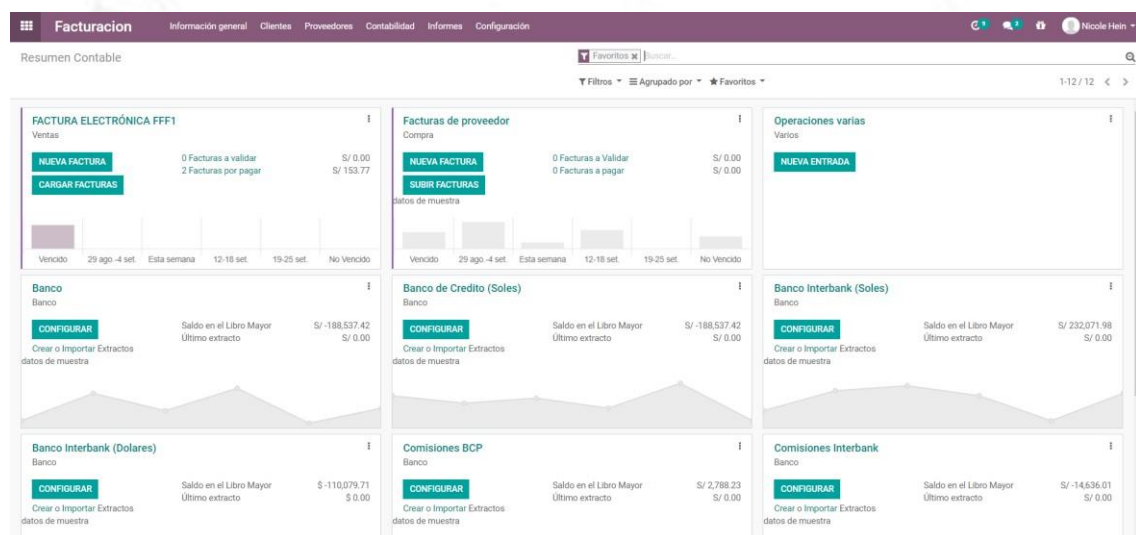 Facturacion Información general Clientes Proveedores Contabilidad Informes Configuración Nicole Hein
Resumen Contable
Favoritos Buscar...
Filtros Agrupado por Favoritos 1-12 / 12
FACTURA ELECTRÓNICA FFF1
Ventas
NUEVA FACTURA 0 Facturas a validar S/ 0.00
2 Facturas por pagar S/ 153.77
CARGAR FACTURAS
Vencido 29 ago.-4 set. Esta semana 12-18 set. 19-25 set. No Vencido
Facturas de proveedor
Compra
NUEVA FACTURA 0 Facturas a Validar S/ 0.00
0 Facturas a pagar S/ 0.00
SUBIR FACTURAS
datos de muestra
Vencido 29 ago.-4 set. Esta semana 12-18 set. 19-25 set. No Vencido
Operaciones varias
Varios
NUEVA ENTRADA
Banco
Banco
CONFIGURAR Saldo en el Libro Mayor S/ -188,537.42
Último extracto S/ 0.00
Crear o Importar Extractos
datos de muestra
Banco de Credito (Soles)
Banco
CONFIGURAR Saldo en el Libro Mayor S/ -188,537.42
Último extracto S/ 0.00
Crear o Importar Extractos
datos de muestra
Banco Interbank (Soles)
Banco
CONFIGURAR Saldo en el Libro Mayor S/ 232,071.98
Último extracto S/ 0.00
Crear o Importar Extractos
datos de muestra
Banco Interbank (Dolares)
Banco
CONFIGURAR Saldo en el Libro Mayor $ -110,079.71
Último extracto $ 0.00
Crear o Importar Extractos
datos de muestra
Comisiones BCP
Banco
CONFIGURAR Saldo en el Libro Mayor S/ 2,788.23
Último extracto S/ 0.00
Crear o Importar Extractos
datos de muestra
Comisiones Interbank
Banco
CONFIGURAR Saldo en el Libro Mayor S/ -14,636.01
Último extracto S/ 0.00
Crear o Importar Extractos
datos de muestra